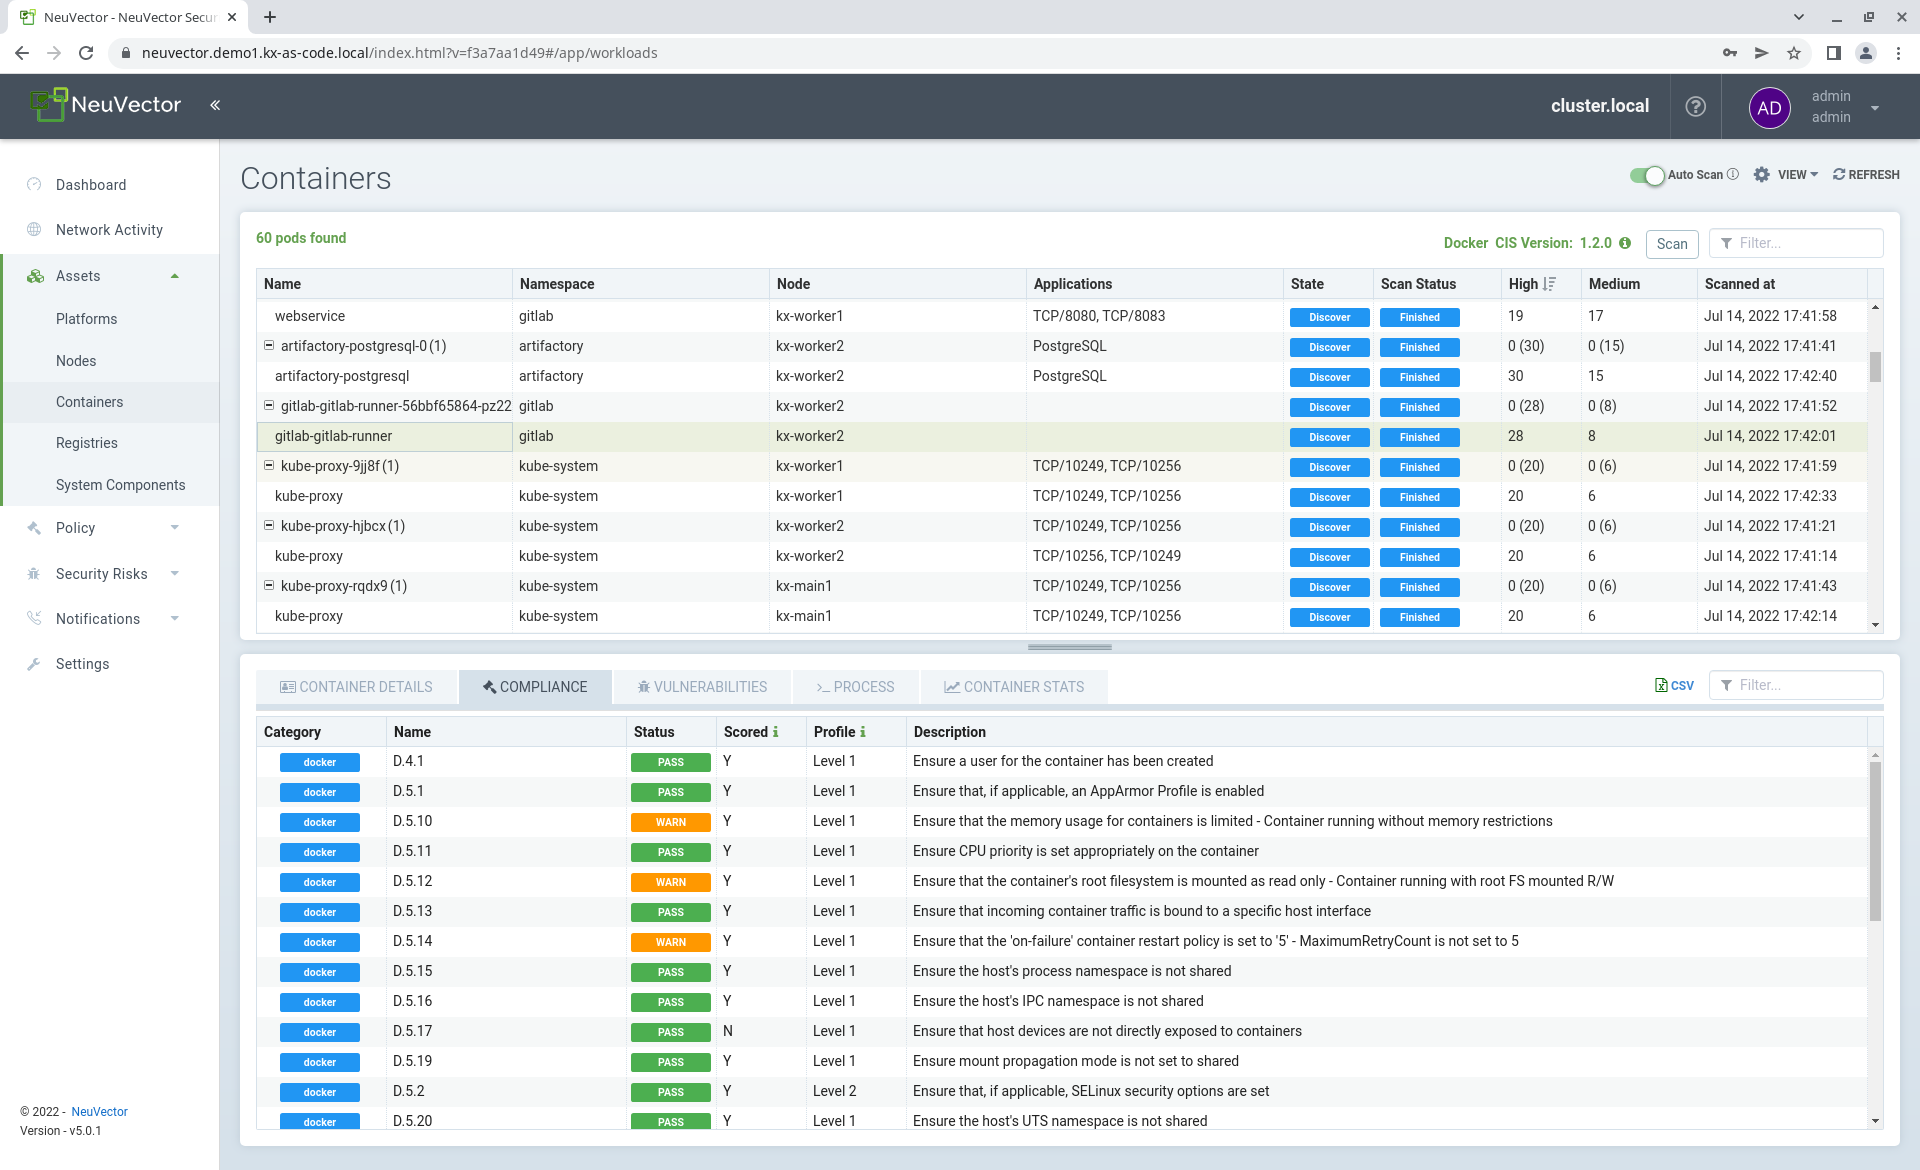 NeuVector - NeuVector Secur
neuvector.demo1.kx-as-code.local/index.html?v=f3a7aa1d49#/app/workloads
NeuVector
cluster.local
AD
admin
admin
Dashboard
Network Activity
Assets
Platforms
Nodes
Containers
Registries
System Components
Policy
Security Risks
Notifications
Settings
© 2022 - NeuVector
Version - v5.0.1
Containers
Auto Scan VIEW REFRESH
60 pods found
Docker CIS Version: 1.2.0 Scan Filter...
Name Namespace Node Applications State Scan Status High Medium Scanned at
webservice gitlab kx-worker1 TCP/8080, TCP/8083 Discover Finished 19 17 Jul 14, 2022 17:41:58
artifactory-postgresql-0 (1) artifactory kx-worker2 PostgreSQL Discover Finished 0 (30) 0 (15) Jul 14, 2022 17:41:41
artifactory-postgresql artifactory kx-worker2 PostgreSQL Discover Finished 30 15 Jul 14, 2022 17:42:40
gitlab-gitlab-runner-56bbf65864-pz22 gitlab kx-worker2 Discover Finished 0 (28) 0 (8) Jul 14, 2022 17:41:52
gitlab-gitlab-runner gitlab kx-worker2 Discover Finished 28 8 Jul 14, 2022 17:42:01
kube-proxy-9jj8f (1) kube-system kx-worker1 TCP/10249, TCP/10256 Discover Finished 0 (20) 0 (6) Jul 14, 2022 17:41:59
kube-proxy kube-system kx-worker1 TCP/10249, TCP/10256 Discover Finished 20 6 Jul 14, 2022 17:42:33
kube-proxy-hjbcx (1) kube-system kx-worker2 TCP/10249, TCP/10256 Discover Finished 0 (20) 0 (6) Jul 14, 2022 17:41:21
kube-proxy kube-system kx-worker2 TCP/10256, TCP/10249 Discover Finished 20 6 Jul 14, 2022 17:41:14
kube-proxy-rqdx9 (1) kube-system kx-main1 TCP/10249, TCP/10256 Discover Finished 0 (20) 0 (6) Jul 14, 2022 17:41:43
kube-proxy kube-system kx-main1 TCP/10249, TCP/10256 Discover Finished 20 6 Jul 14, 2022 17:42:14
CONTAINER DETAILS COMPLIANCE VULNERABILITIES PROCESS CONTAINER STATS CSV Filter...
Category Name Status Scored Profile Description
docker D.4.1 PASS Y Level 1 Ensure a user for the container has been created
docker D.5.1 PASS Y Level 1 Ensure that, if applicable, an AppArmor Profile is enabled
docker D.5.10 WARN Y Level 1 Ensure that the memory usage for containers is limited - Container running without memory restrictions
docker D.5.11 PASS Y Level 1 Ensure CPU priority is set appropriately on the container
docker D.5.12 WARN Y Level 1 Ensure that the container's root filesystem is mounted as read only - Container running with root FS mounted R/W
docker D.5.13 PASS Y Level 1 Ensure that incoming container traffic is bound to a specific host interface
docker D.5.14 WARN Y Level 1 Ensure that the 'on-failure' container restart policy is set to '5' - MaximumRetryCount is not set to 5
docker D.5.15 PASS Y Level 1 Ensure the host's process namespace is not shared
docker D.5.16 PASS Y Level 1 Ensure the host's IPC namespace is not shared
docker D.5.17 PASS N Level 1 Ensure that host devices are not directly exposed to containers
docker D.5.19 PASS Y Level 1 Ensure mount propagation mode is not set to shared
docker D.5.2 PASS Y Level 2 Ensure that, if applicable, SELinux security options are set
docker D.5.20 PASS Y Level 1 Ensure the host's UTS namespace is not shared